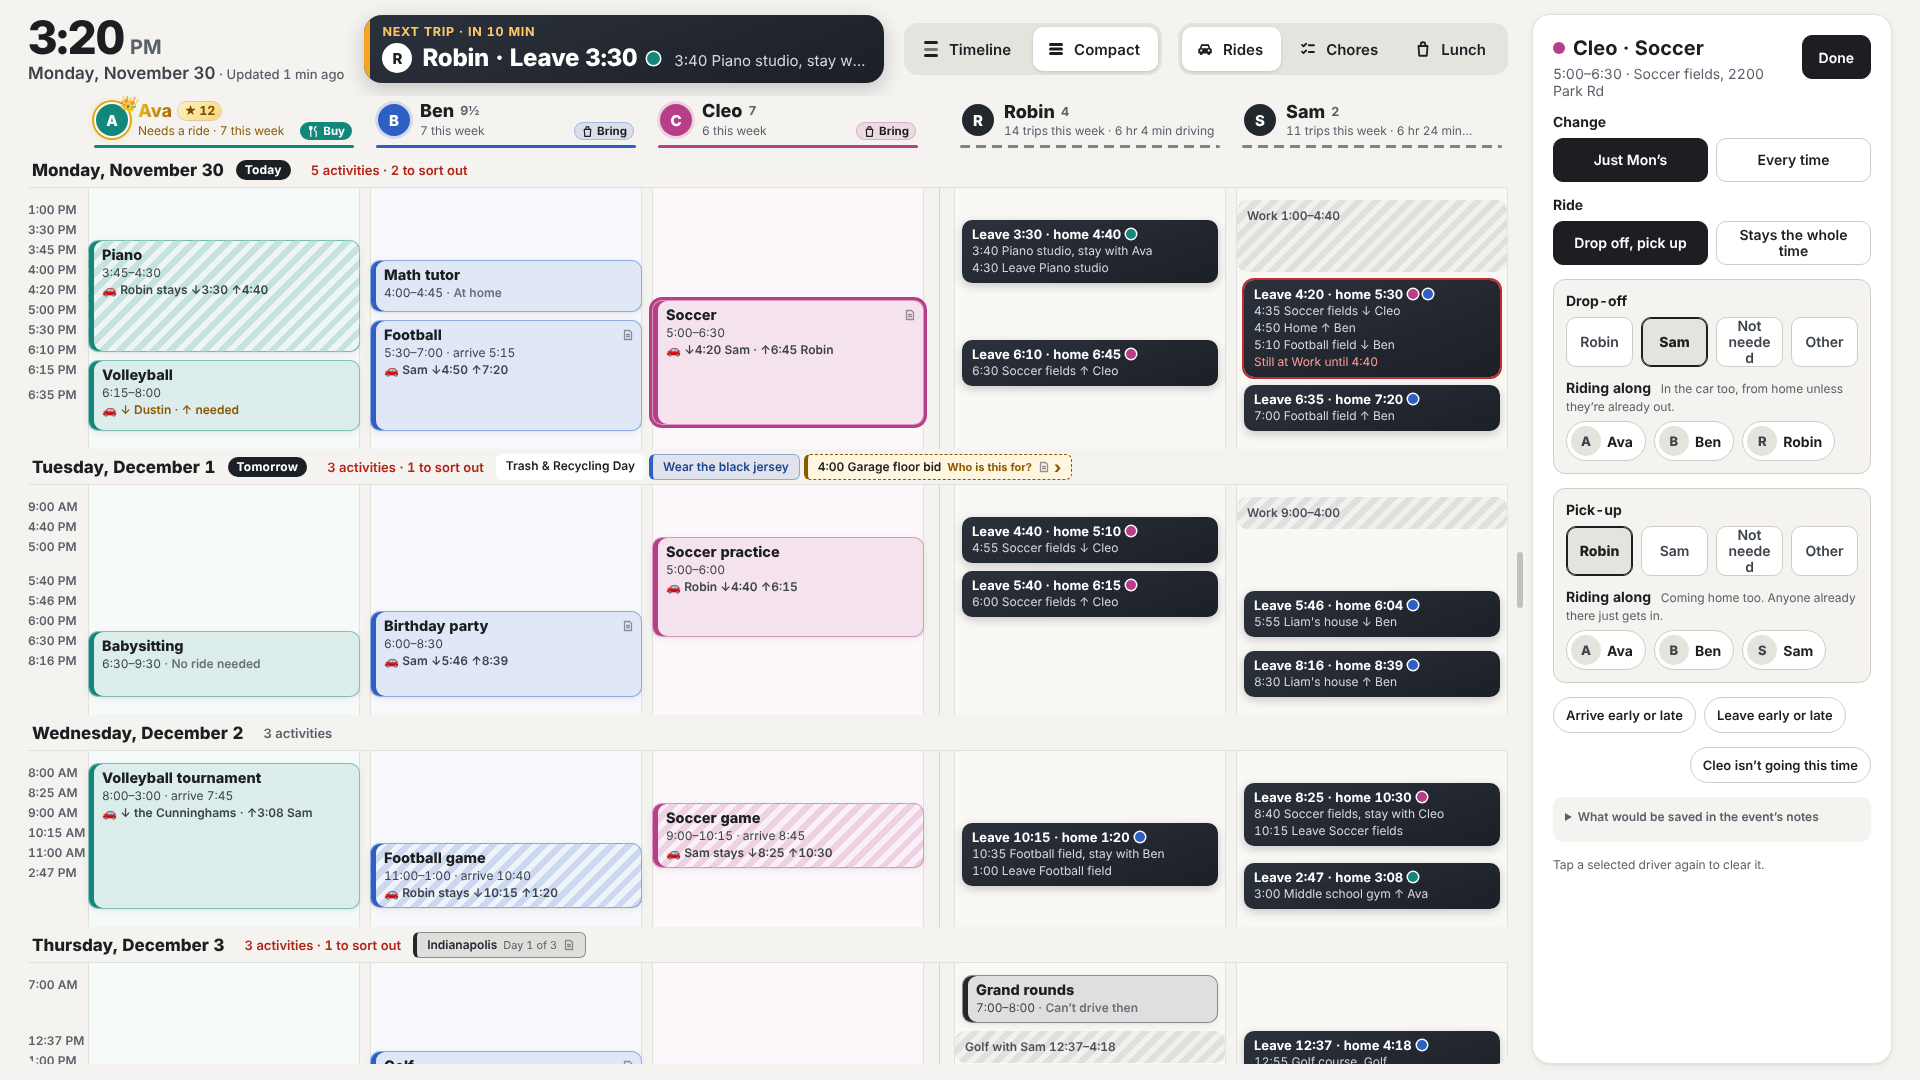 3:20 PM
Monday, November 30 · Updated 1 min ago
NEXT TRIP · IN 10 MIN
R Robin · Leave 3:30 3:40 Piano studio, stay w…
Timeline
Compact
Rides
Chores
Lunch
A Ava ★ 12
Needs a ride · 7 this week
Buy
B Ben 9½
7 this week
Bring
C Cleo 7
6 this week
Bring
R Robin 4
14 trips this week · 6 hr 4 min driving
S Sam 2
11 trips this week · 6 hr 24 min…
Monday, November 30 Today 5 activities · 2 to sort out
1:00 PM
3:30 PM
3:45 PM
4:00 PM
4:20 PM
5:00 PM
5:30 PM
6:10 PM
6:15 PM
6:35 PM
Piano
3:45–4:30
Robin stays ↓3:30 ↑4:40
Volleyball
6:15–8:00
↓ Dustin · ↑ needed
Math tutor
4:00–4:45 · At home
Football
5:30–7:00 · arrive 5:15
Sam ↓4:50 ↑7:20
Soccer
5:00–6:30
↓4:20 Sam · ↑6:45 Robin
Leave 3:30 · home 4:40
3:40 Piano studio, stay with Ava
4:30 Leave Piano studio
Leave 6:10 · home 6:45
6:30 Soccer fields ↑ Cleo
Work 1:00–4:40
Leave 4:20 · home 5:30
4:35 Soccer fields ↓ Cleo
4:50 Home ↑ Ben
5:10 Football field ↓ Ben
Still at Work until 4:40
Leave 6:35 · home 7:20
7:00 Football field ↑ Ben
Tuesday, December 1 Tomorrow 3 activities · 1 to sort out Trash & Recycling Day Wear the black jersey 4:00 Garage floor bid Who is this for? ›
9:00 AM
4:40 PM
5:00 PM
5:40 PM
5:46 PM
6:00 PM
6:30 PM
8:16 PM
Babysitting
6:30–9:30 · No ride needed
Birthday party
6:00–8:30
Sam ↓5:46 ↑8:39
Soccer practice
5:00–6:00
Robin ↓4:40 ↑6:15
Leave 4:40 · home 5:10
4:55 Soccer fields ↓ Cleo
Leave 5:40 · home 6:15
6:00 Soccer fields ↑ Cleo
Work 9:00–4:00
Leave 5:46 · home 6:04
5:55 Liam's house ↓ Ben
Leave 8:16 · home 8:39
8:30 Liam's house ↑ Ben
Wednesday, December 2 3 activities
8:00 AM
8:25 AM
9:00 AM
10:15 AM
11:00 AM
2:47 PM
Volleyball tournament
8:00–3:00 · arrive 7:45
↓ the Cunninghams · ↑3:08 Sam
Football game
11:00–1:00 · arrive 10:40
Robin stays ↓10:15 ↑1:20
Soccer game
9:00–10:15 · arrive 8:45
Sam stays ↓8:25 ↑10:30
Leave 10:15 · home 1:20
10:35 Football field, stay with Ben
1:00 Leave Football field
Leave 8:25 · home 10:30
8:40 Soccer fields, stay with Cleo
10:15 Leave Soccer fields
Leave 2:47 · home 3:08
3:00 Middle school gym ↑ Ava
Thursday, December 3 3 activities · 1 to sort out Indianapolis Day 1 of 3
7:00 AM
12:37 PM
1:00 PM
Golf
Grand rounds
7:00–8:00 · Can't drive then
Golf with Sam 12:37–4:18
Leave 12:37 · home 4:18
12:55 Golf course, Golf
Cleo · Soccer
5:00–6:30 · Soccer fields, 2200
Park Rd
Done
Change
Just Mon's
Every time
Ride
Drop off, pick up
Stays the whole
time
Drop-off
Robin
Sam
Not
neede
d
Other
Riding along In the car too, from home unless
they're already out.
A Ava
B Ben
R Robin
Pick-up
Robin
Sam
Not
neede
d
Other
Riding along Coming home too. Anyone already
there just gets in.
A Ava
B Ben
S Sam
Arrive early or late
Leave early or late
Cleo isn't going this time
▶ What would be saved in the event's notes
Tap a selected driver again to clear it.